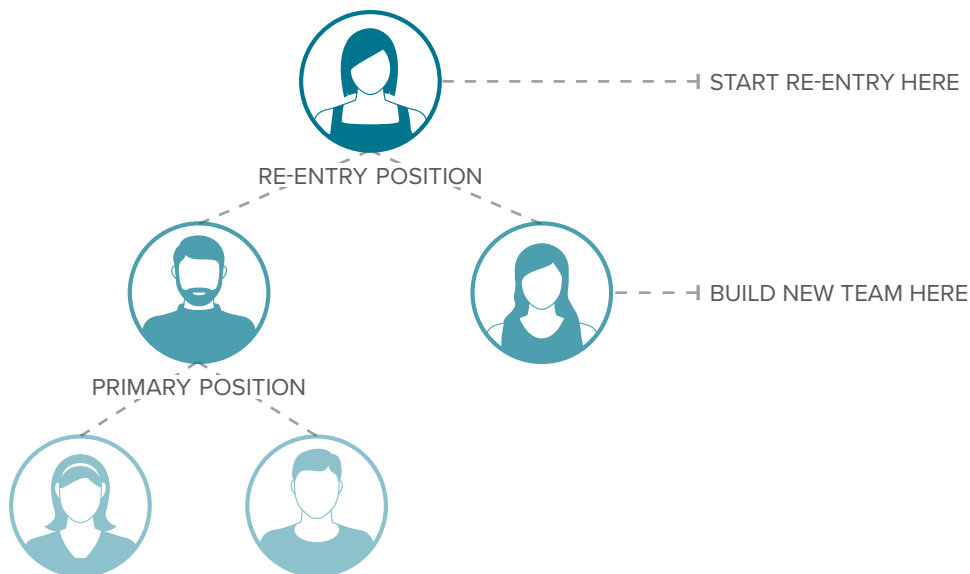 START RE-ENTRY HERE
RE-ENTRY POSITION
BUILD NEW TEAM HERE
PRIMARY POSITION